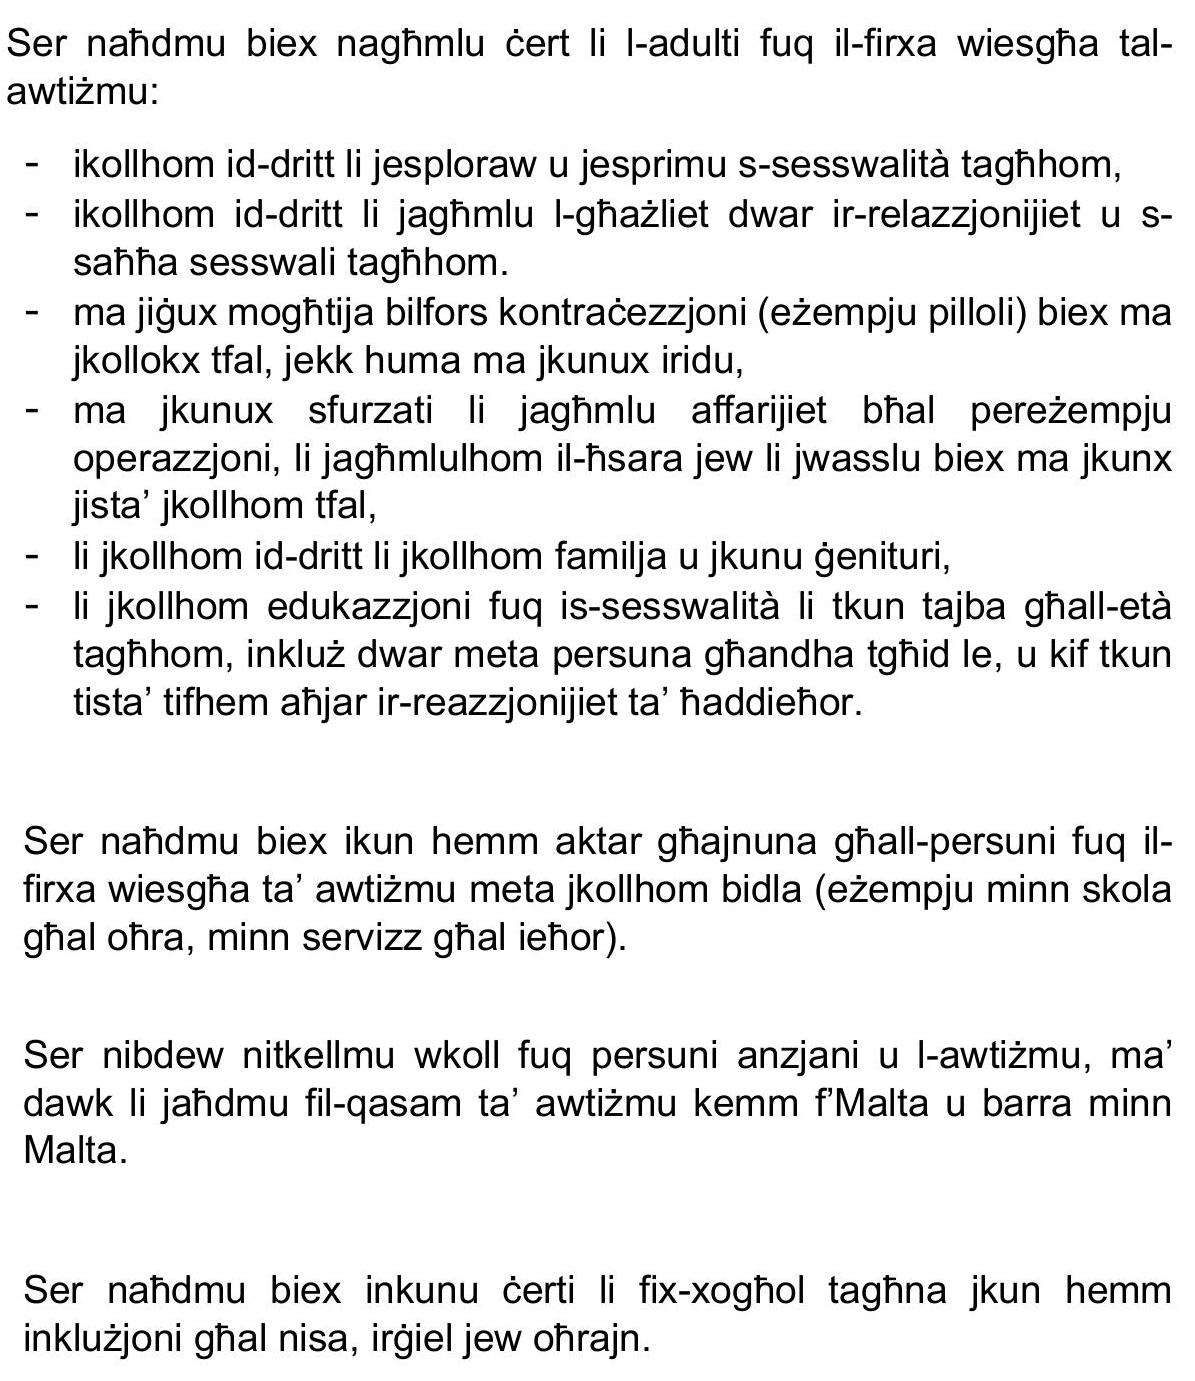 Ser naħdmu biex nagħmlu ċert li l-adulti fuq il-firxa wiesgħa tal-
awtiżmu:
- ikollhom id-dritt li jesploraw u jesprimu s-sesswalità tagħhom,
- ikollhom id-dritt li jagħmlu l-għażliet dwar ir-relazzjonijiet u s-
saħħa sesswali tagħhom.
- ma jiġux mogħtija bilfors kontraċezzjoni (eżempju pilloli) biex ma
jkollokx tfal, jekk huma ma jkunux iridu,
- ma jkunux sfurzati li jagħmlu affarijiet bħal pereżempju
operazzjoni, li jagħmlulhom il-ħsara jew li jwasslu biex ma jkunx
jista’ jkollhom tfal,
- li jkollhom id-dritt li jkollhom familja u jkunu ġenituri,
- li jkollhom edukazzjoni fuq is-sesswalità li tkun tajba għall-età
tagħhom, inkluż dwar meta persuna għandha tgħid le, u kif tkun
tista’ tifhem aħjar ir-reazzjonijiet ta’ ħaddieħor.
Ser naħdmu biex ikun hemm aktar għajnuna għall-persuni fuq il-
firxa wiesgħa ta’ awtiżmu meta jkollhom bidla (eżempju minn skola
għal oħra, minn servizz għal ieħor).
Ser nibdew nitkellmu wkoll fuq persuni anzjani u l-awtiżmu, ma’
dawk li jaħdmu fil-qasam ta’ awtiżmu kemm f’Malta u barra minn
Malta.
Ser naħdmu biex inkunu ċerti li fix-xogħol tagħna jkun hemm
inklużjoni għal nisa, irġiel jew oħrajn.